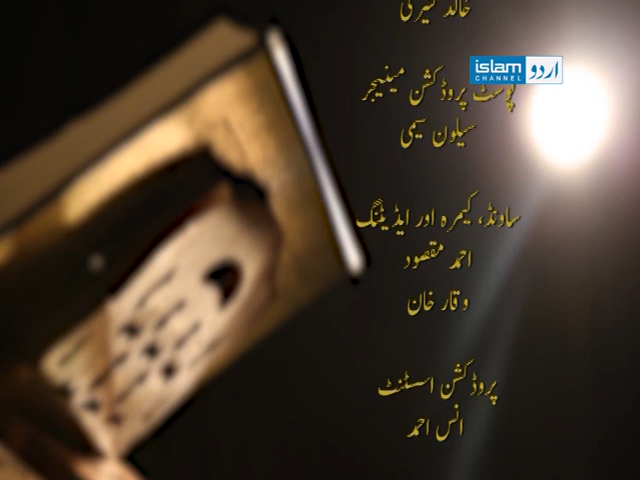 خالد
islam
CHANNEL
اردو
پوسٹ پروڈکشن مینیجر
سیلون سیمی
ساونڈ، کیمرہ اور ایڈیٹنگ
احمد مقصود
وقار خان
پروڈکشن اسسٹنٹ
انس احمد